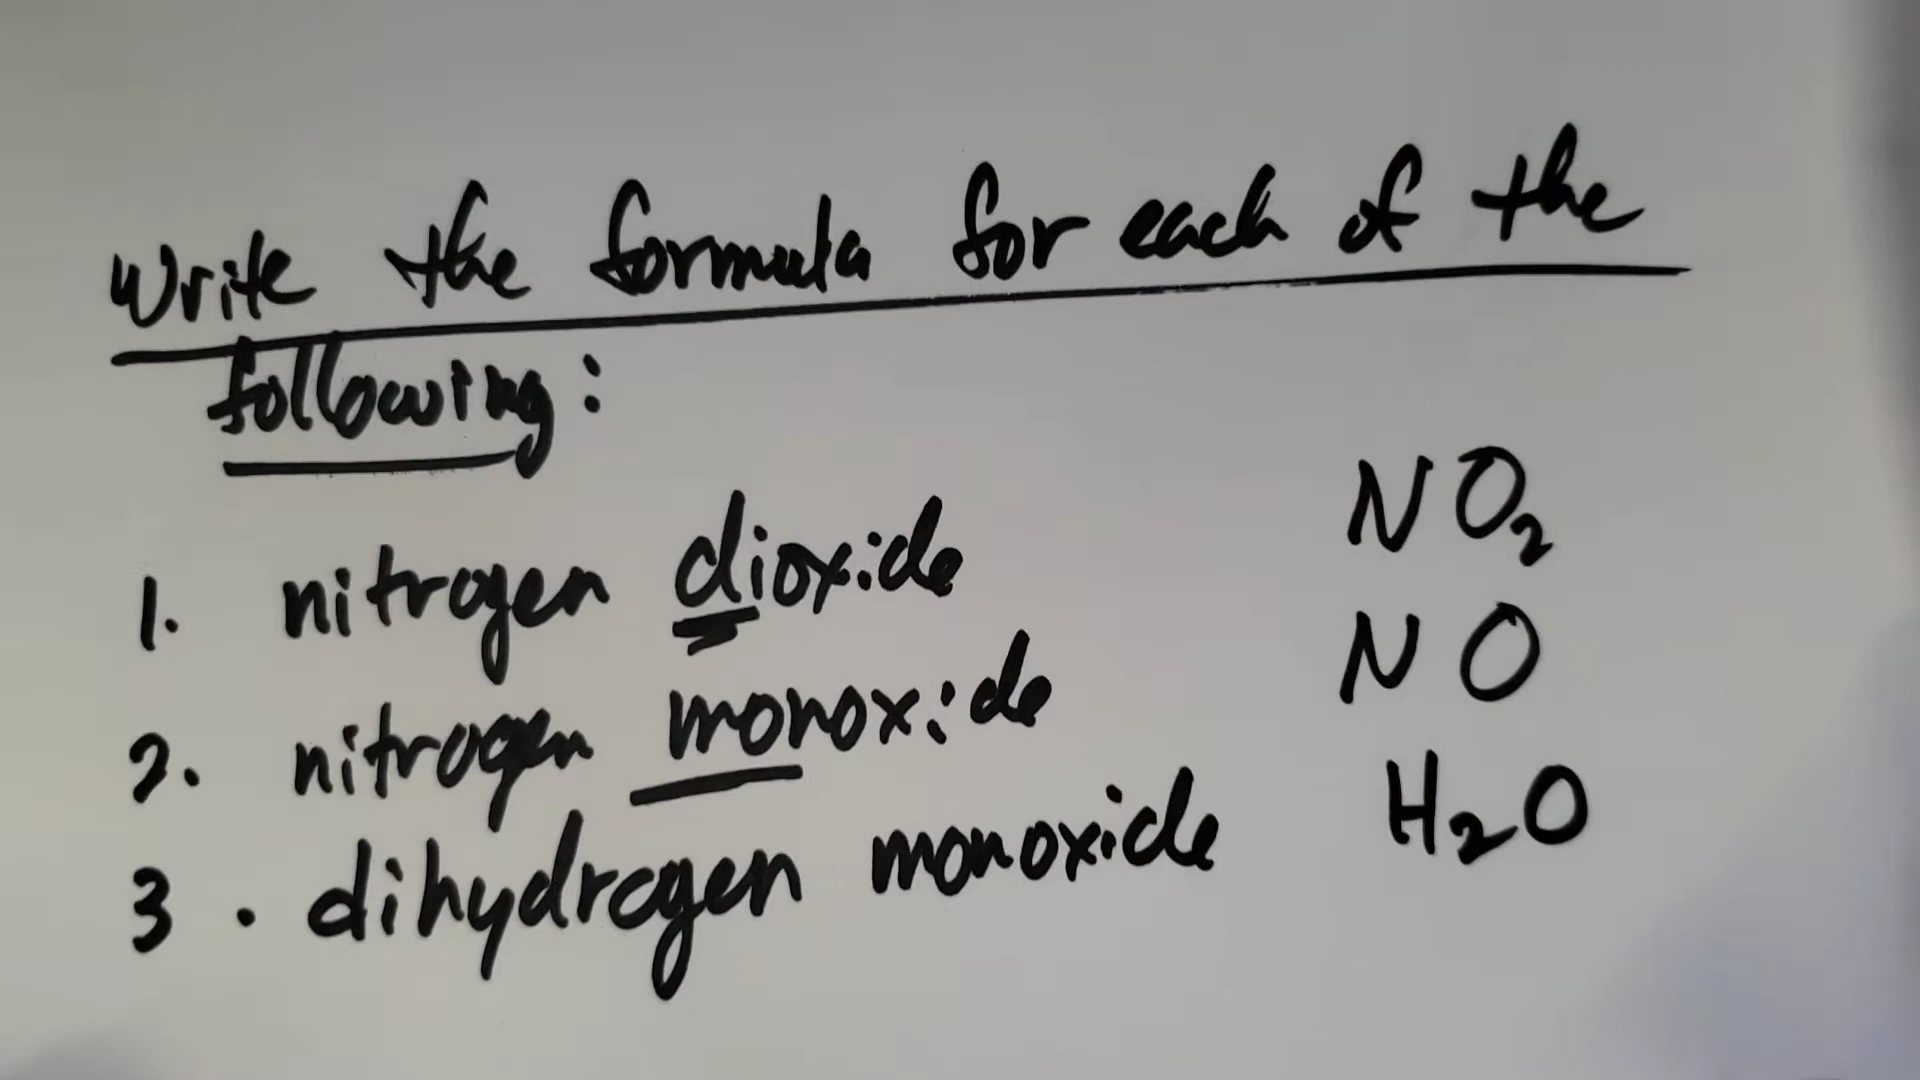 Write the formula for each of the
following:
1. nitrogen dioxide NO₂
2. nitrogen monoxide NO
3. dihydrogen monoxide H₂O